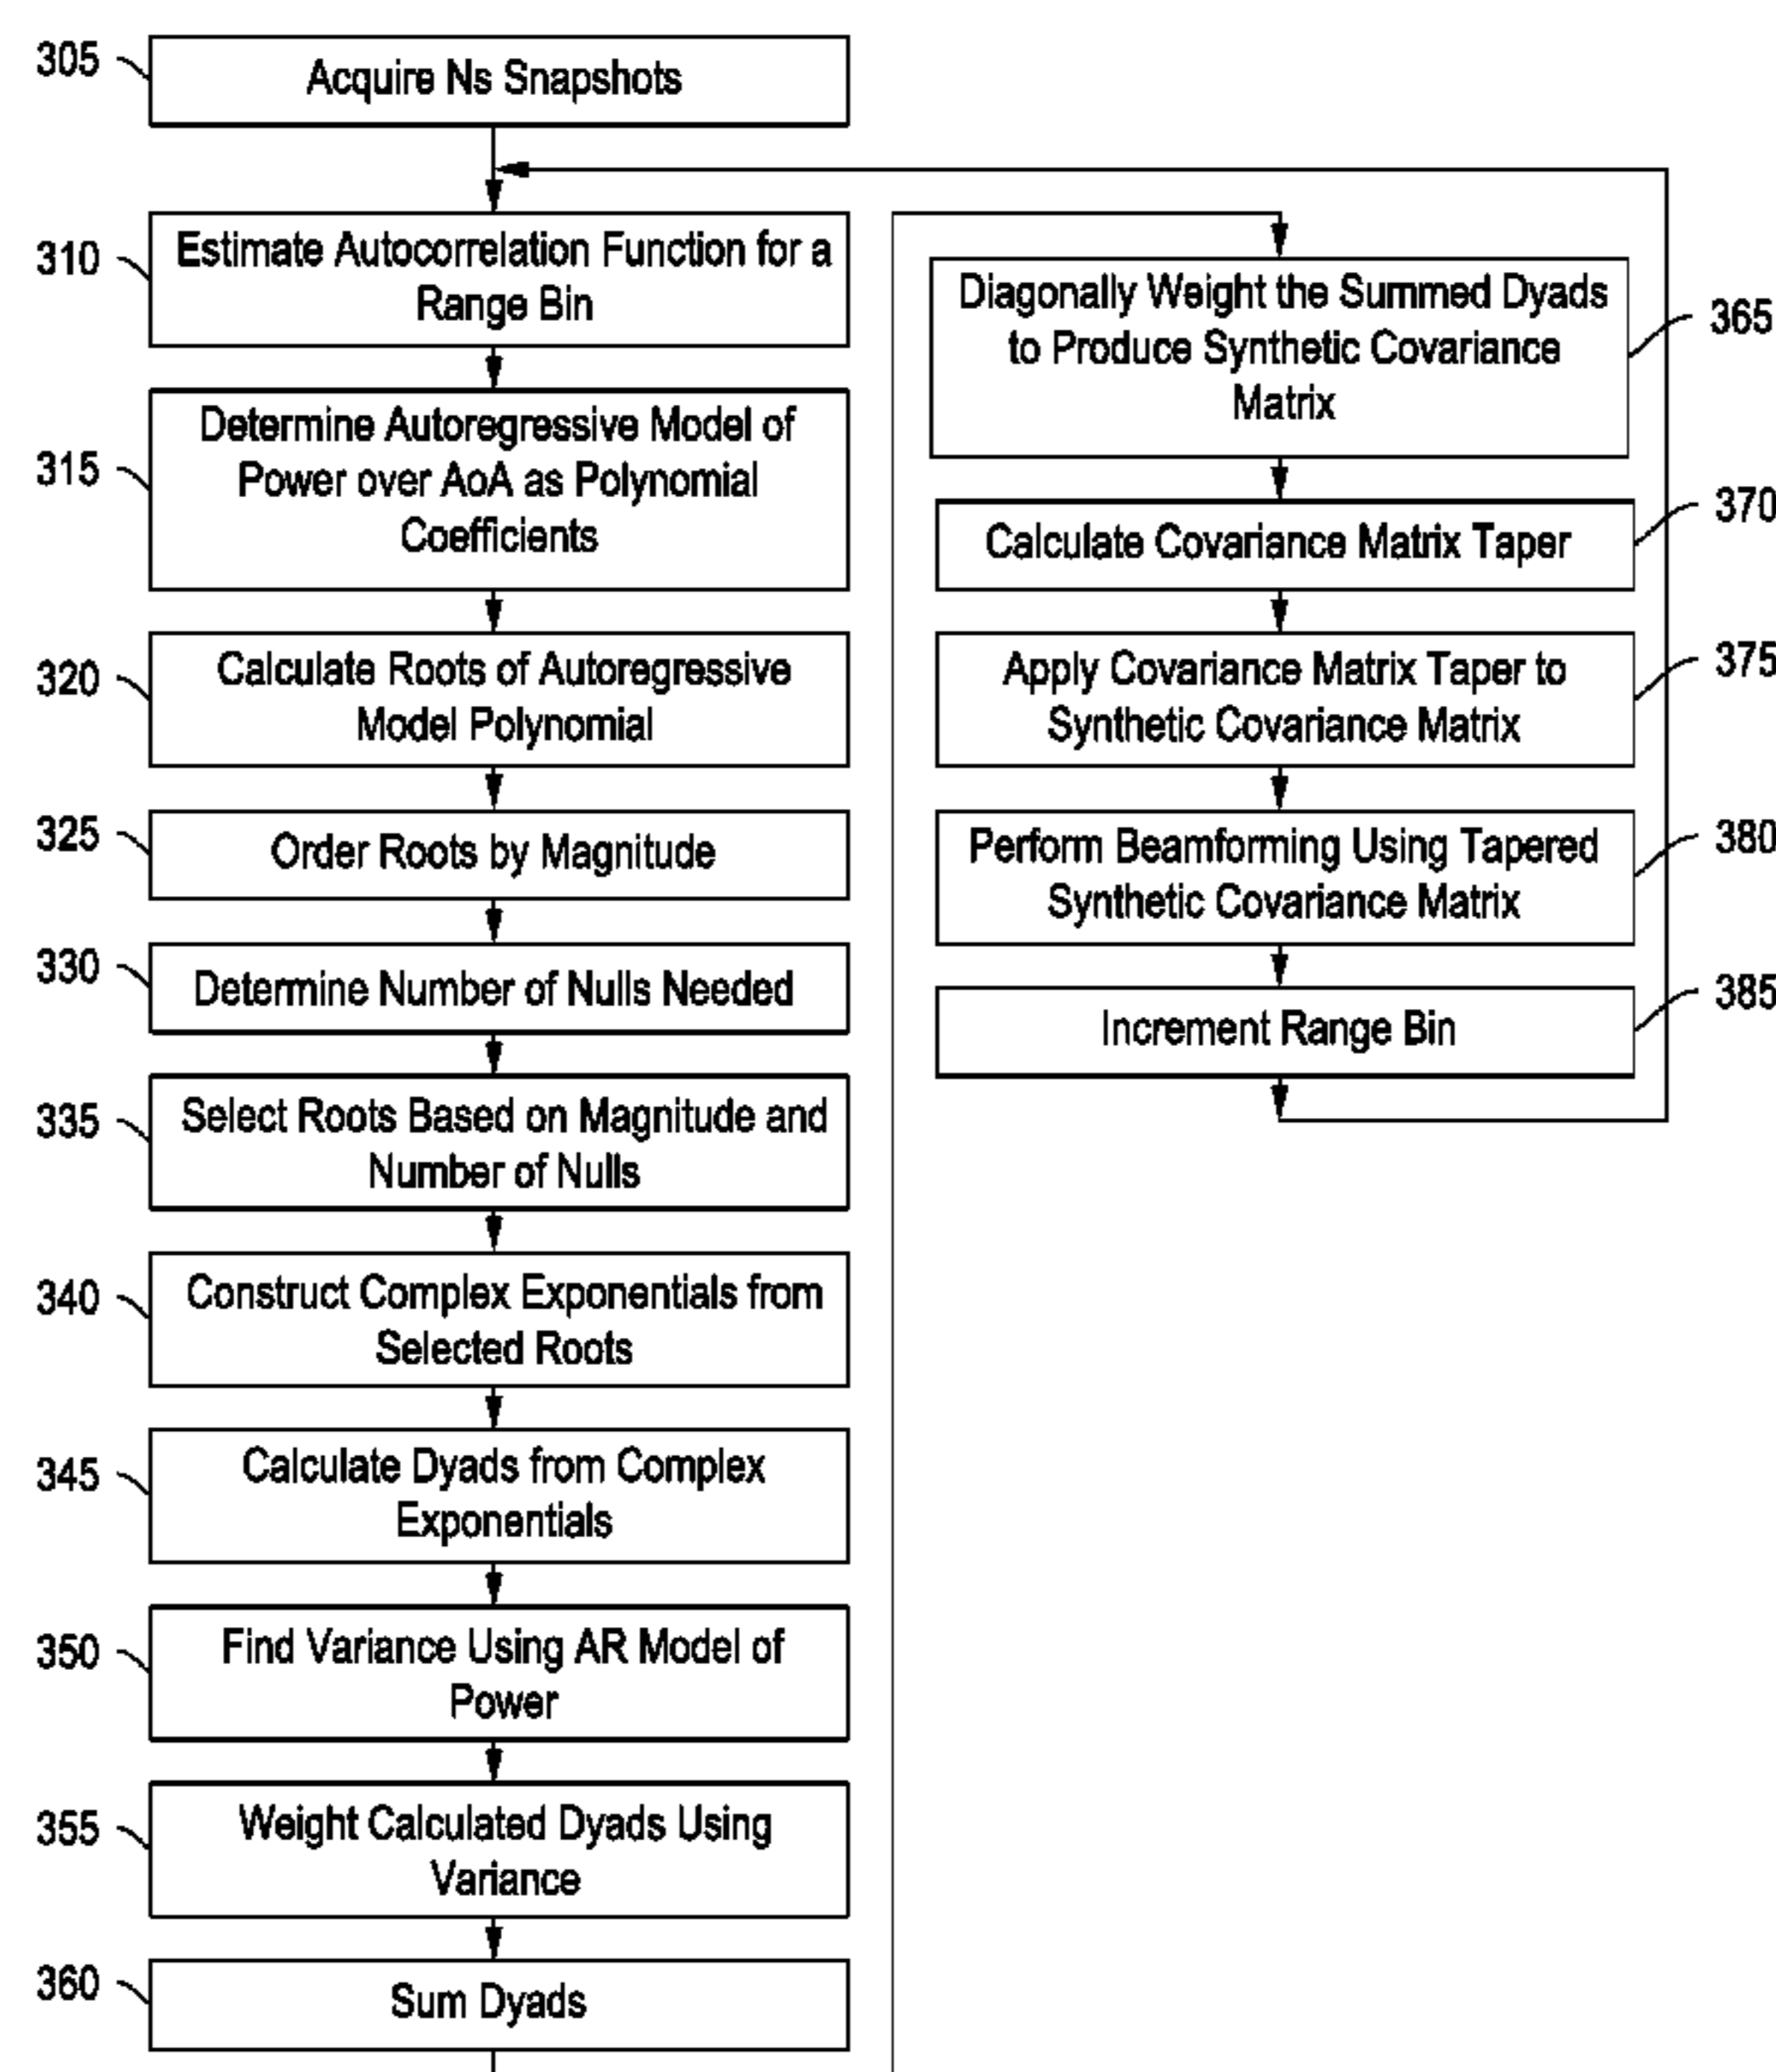 305
Acquire Ns Snapshots
310
Estimate Autocorrelation Function for a
Range Bin
315
Determine Autoregressive Model of
Power over AoA as Polynomial
Coefficients
320
Calculate Roots of Autoregressive
Model Polynomial
325
Order Roots by Magnitude
330
Determine Number of Nulls Needed
335
Select Roots Based on Magnitude and
Number of Nulls
340
Construct Complex Exponentials from
Selected Roots
345
Calculate Dyads from Complex
Exponentials
350
Find Variance Using AR Model of
Power
355
Weight Calculated Dyads Using
Variance
360
Sum Dyads
Diagonally Weight the Summed Dyads
to Produce Synthetic Covariance
Matrix
365
Calculate Covariance Matrix Taper
370
Apply Covariance Matrix Taper to
Synthetic Covariance Matrix
375
Perform Beamforming Using Tapered
Synthetic Covariance Matrix
380
Increment Range Bin
385